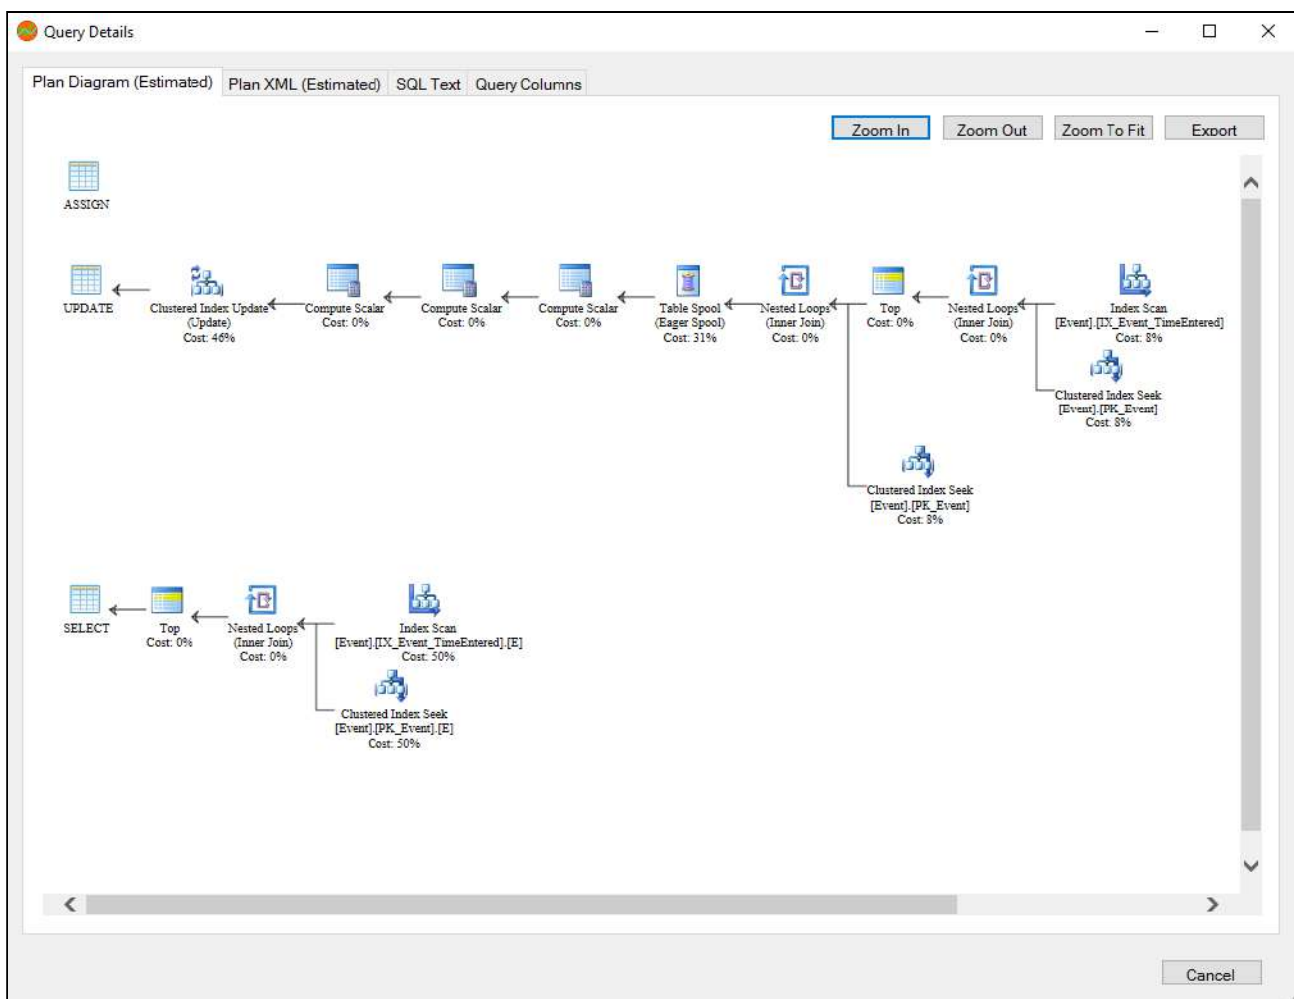 Query Details
Plan Diagram (Estimated) Plan XML (Estimated) SQL Text Query Columns
Zoom In Zoom Out Zoom To Fit Export
ASSIGN
UPDATE
Clustered Index Update
(Update)
Cost: 46%
Compute Scalar
Cost: 0%
Compute Scalar
Cost: 0%
Compute Scalar
Cost: 0%
Table Spool
(Eager Spool)
Cost: 31%
Nested Loops
(Inner Join)
Cost: 0%
Top
Cost: 0%
Nested Loops
(Inner Join)
Cost: 0%
Index Scan
[Event].[IX_Event_TimeEntered]
Cost: 8%
Clustered Index Seek
[Event].[PK_Event]
Cost: 8%
Clustered Index Seek
[Event].[PK_Event]
Cost: 8%
SELECT
Top
Cost: 0%
Nested Loops
(Inner Join)
Cost: 0%
Index Scan
[Event].[IX_Event_TimeEntered].[E]
Cost: 50%
Clustered Index Seek
[Event].[PK_Event].[E]
Cost: 50%
Cancel